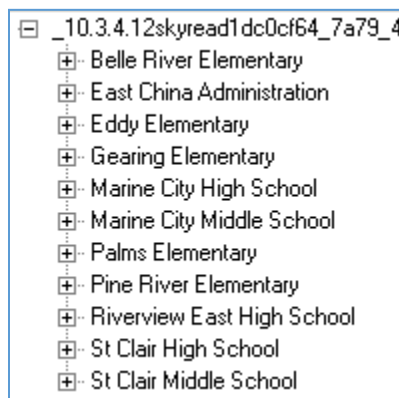 _10.3.4.12skyread1dc0cf64_7a79_4
Belle River Elementary
East China Administration
Eddy Elementary
Gearing Elementary
Marine City High School
Marine City Middle School
Palms Elementary
Pine River Elementary
Riverview East High School
St Clair High School
St Clair Middle School